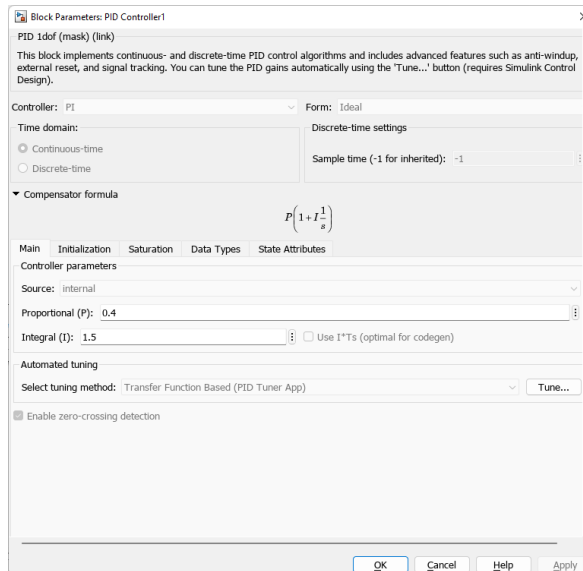 Block Parameters: PID Controller1
PID 1dof (mask) (link)
This block implements continuous- and discrete-time PID control algorithms and includes advanced features such as anti-windup,
external reset, and signal tracking. You can tune the PID gains automatically using the 'Tune...' button (requires Simulink Control
Design).
Controller: PI Form: Ideal
Time domain: Discrete-time settings
Continuous-time
Sample time (-1 for inherited): -1
Discrete-time
Compensator formula
P(1+I 1/s)
Main Initialization Saturation Data Types State Attributes
Controller parameters
Source: internal
Proportional (P): 0.4
Integral (I): 1.5 Use I*Ts (optimal for codegen)
Automated tuning
Select tuning method: Transfer Function Based (PID Tuner App) Tune...
Enable zero-crossing detection
OK Cancel Help Apply